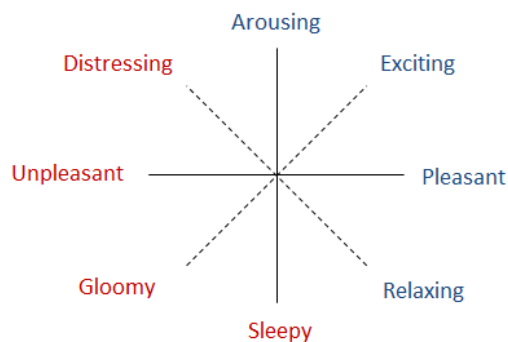 Arousing
Distressing
Exciting
Unpleasant
Pleasant
Gloomy
Relaxing
Sleepy